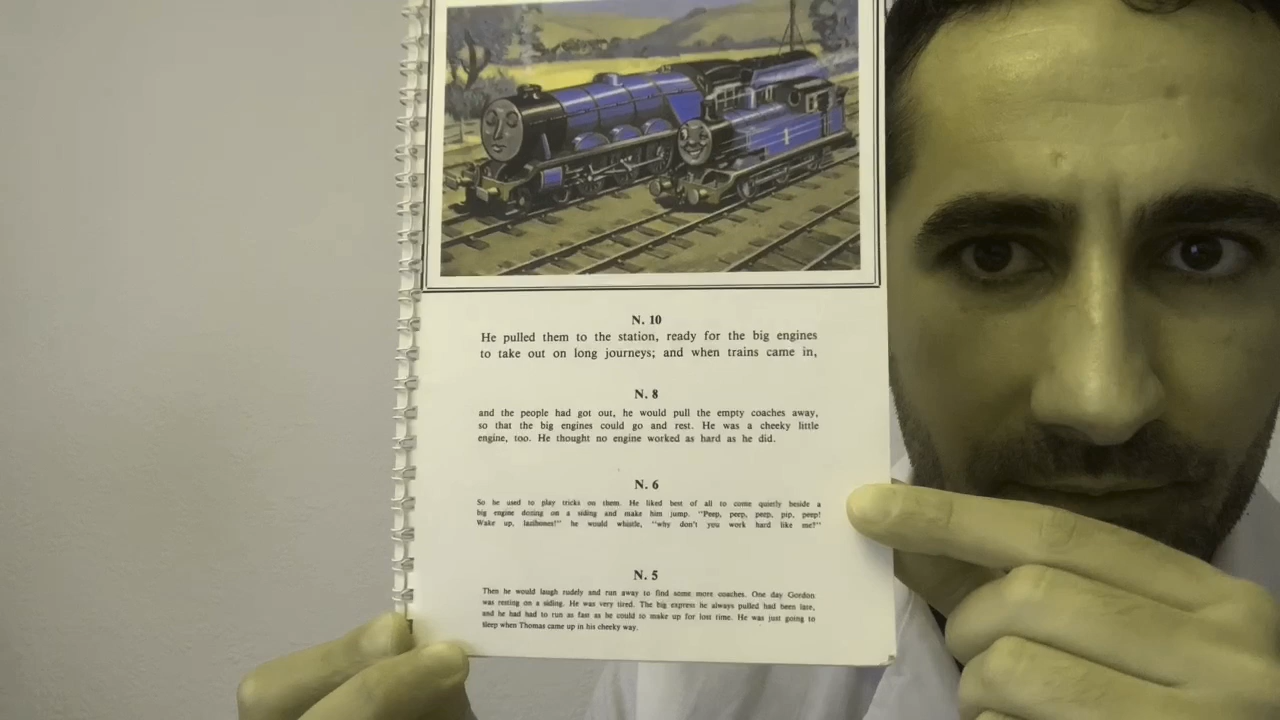 N. 10
He pulled them to the station, ready for the big engines
to take out on long journeys; and when trains came in,
N. 8
and the people had got out, he would pull the empty coaches away,
so that the big engines could go and rest. He was a cheeky little
engine, too. He thought no engine worked as hard as he did.
N. 6
So he used to play tricks on them. He liked best of all to come quietly beside a
big engine dozing on a siding and make him jump. "Peep, peep, peep, pip, peep!
Wake up, lazibones!" he would whistle, "why don't you work hard like me?"
N. 5
Then he would laugh rudely and run away to find some more coaches. One day Gordon
was resting on a siding. He was very tired. The big express he always pulled had been late,
and he had had to run as fast as he could to make up for lost time. He was just going to
sleep when Thomas came up in his cheeky way.
1